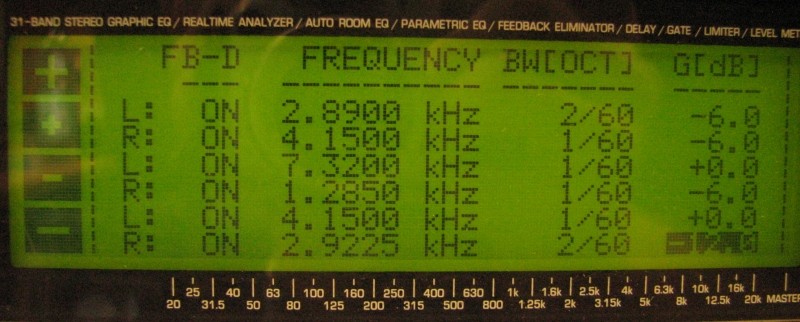 31-BAND STEREO GRAPHIC EQ / REALTIME ANALYZER / AUTO ROOM EQ / PARAMETRIC EQ / FEEDBACK ELIMINATOR / DELAY / GATE / LIMITER / LEVEL MET
FB-D FREQUENCY BW[OCT] G[dB]
L: ON 2.8900 kHz 2/60 -6.0
R: ON 4.1500 kHz 1/60 -6.0
L: ON 7.3200 kHz 1/60 +0.0
R: ON 1.2850 kHz 1/60 -6.0
L: ON 4.1500 kHz 1/60 +0.0
R: ON 2.9225 kHz 2/60
25 40 63 100 160 250 400 630 1k 1.6k 2.5k 4k 6.3k 10k 16k
20 31.5 50 80 125 200 315 500 800 1.25k 2k 3.15k 5k 8k 12.5k 20k MASTER